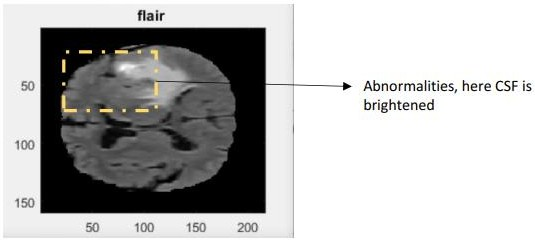 flair
50
100
150
50 100 150 200
Abnormalities, here CSF is
brightened